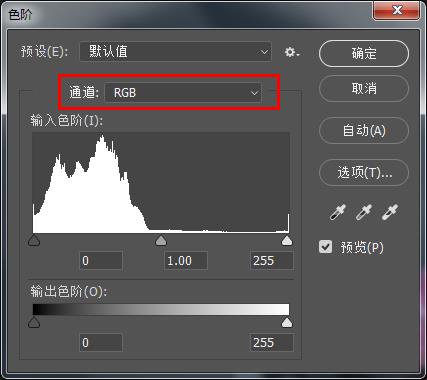 色阶
预设(E): 默认值
确定
通道: RGB
取消
输入色阶(I):
自动(A)
选项(T)...
预览(P)
0 1.00 255
输出色阶(O):
0 255